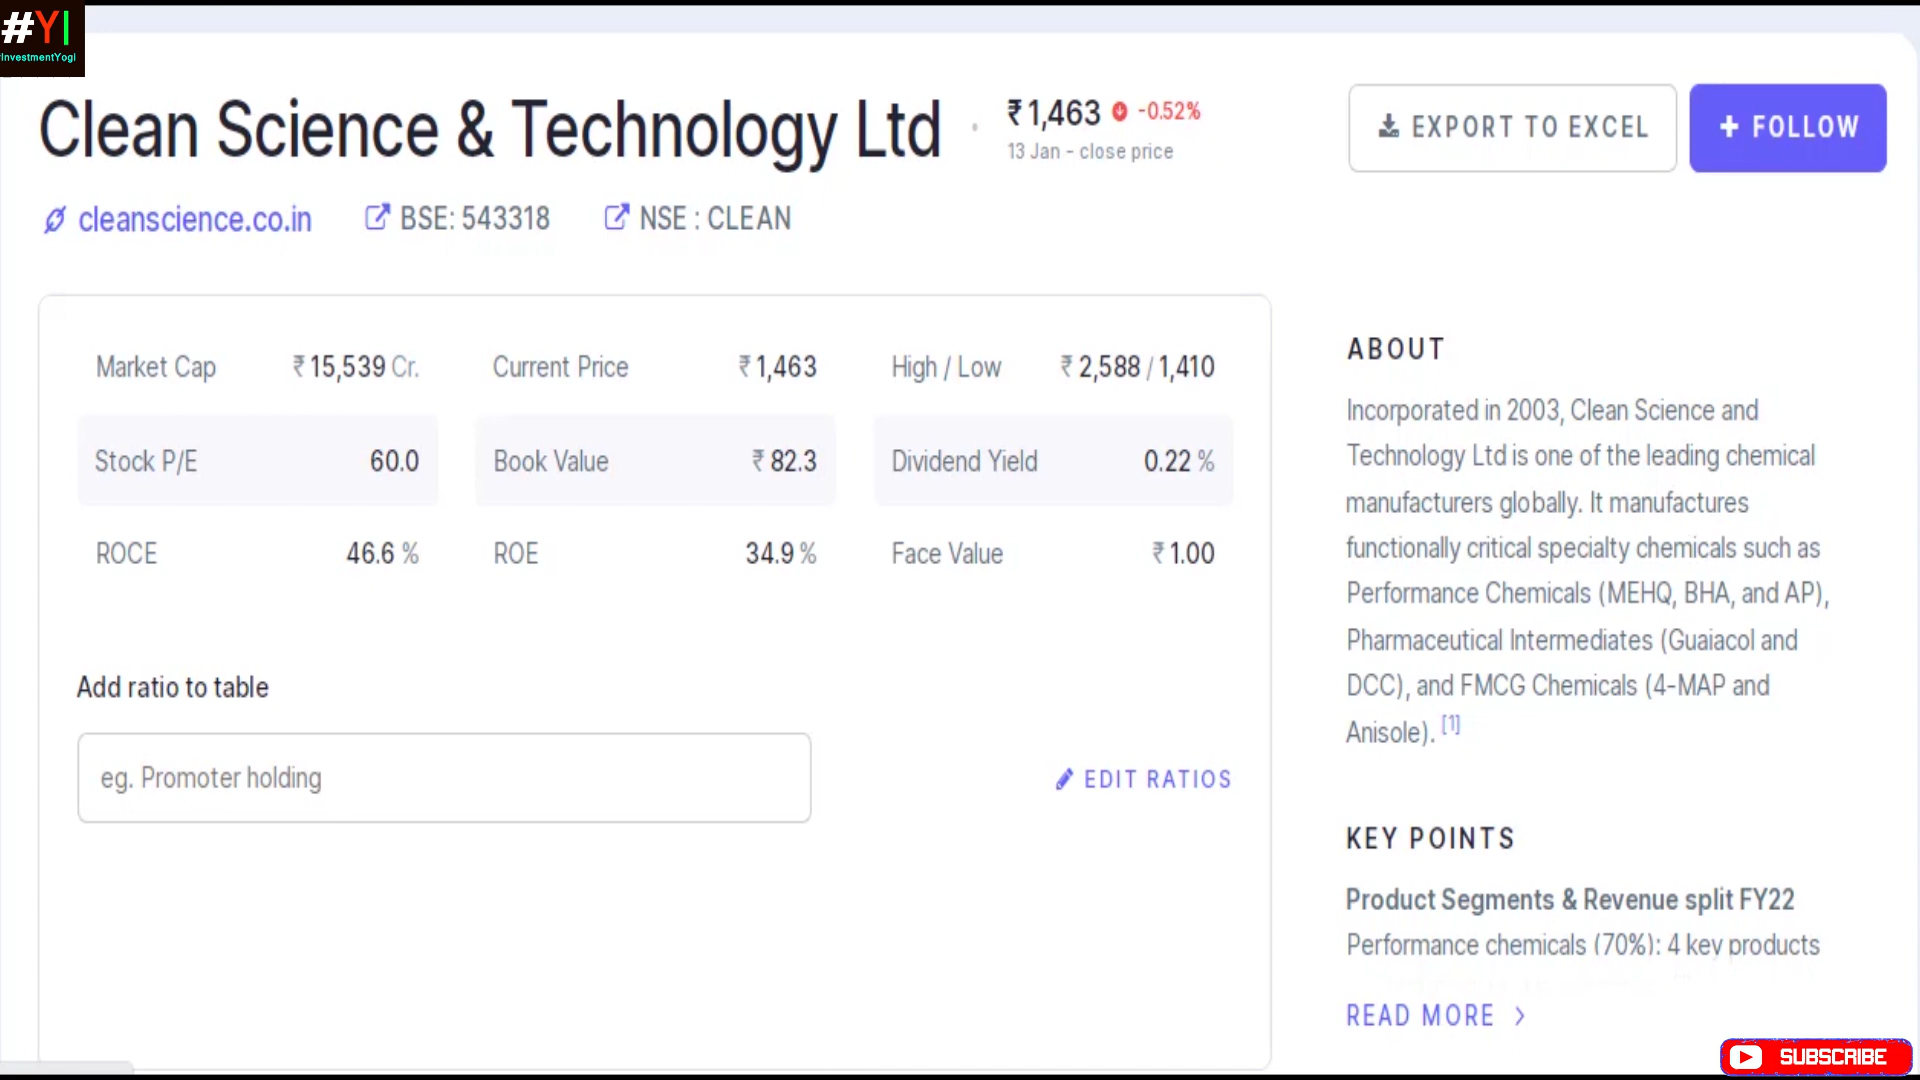 #YI
InvestmentYogi
Clean Science & Technology Ltd
₹ 1,463 -0.52%
13 Jan - close price
EXPORT TO EXCEL
+ FOLLOW
cleanscience.co.in
BSE: 543318
NSE : CLEAN
Market Cap ₹ 15,539 Cr.
Current Price ₹ 1,463
High / Low ₹ 2,588 / 1,410
Stock P/E 60.0
Book Value ₹ 82.3
Dividend Yield 0.22 %
ROCE 46.6 %
ROE 34.9 %
Face Value ₹ 1.00
Add ratio to table
eg. Promoter holding
EDIT RATIOS
ABOUT
Incorporated in 2003, Clean Science and
Technology Ltd is one of the leading chemical
manufacturers globally. It manufactures
functionally critical specialty chemicals such as
Performance Chemicals (MEHQ, BHA, and AP),
Pharmaceutical Intermediates (Guaiacol and
DCC), and FMCG Chemicals (4-MAP and
Anisole). [1]
KEY POINTS
Product Segments & Revenue split FY22
Performance chemicals (70%): 4 key products
READ MORE >
SUBSCRIBE